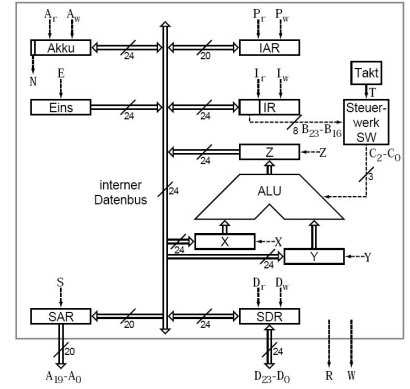 A_r A_w P_r P_w
Akku 24 20 IAR
N
E I_r I_w Takt
T
Eins 24 24 IR Steuer-
werk
SW
8 B_23-B_16
Z Z C_2-C_0
24 3
interner
Datenbus
24 ALU
24 X X
24 Y Y
S D_r D_w
SAR 20 24 SDR
20 24
A_19-A_0 D_23-D_0 R W